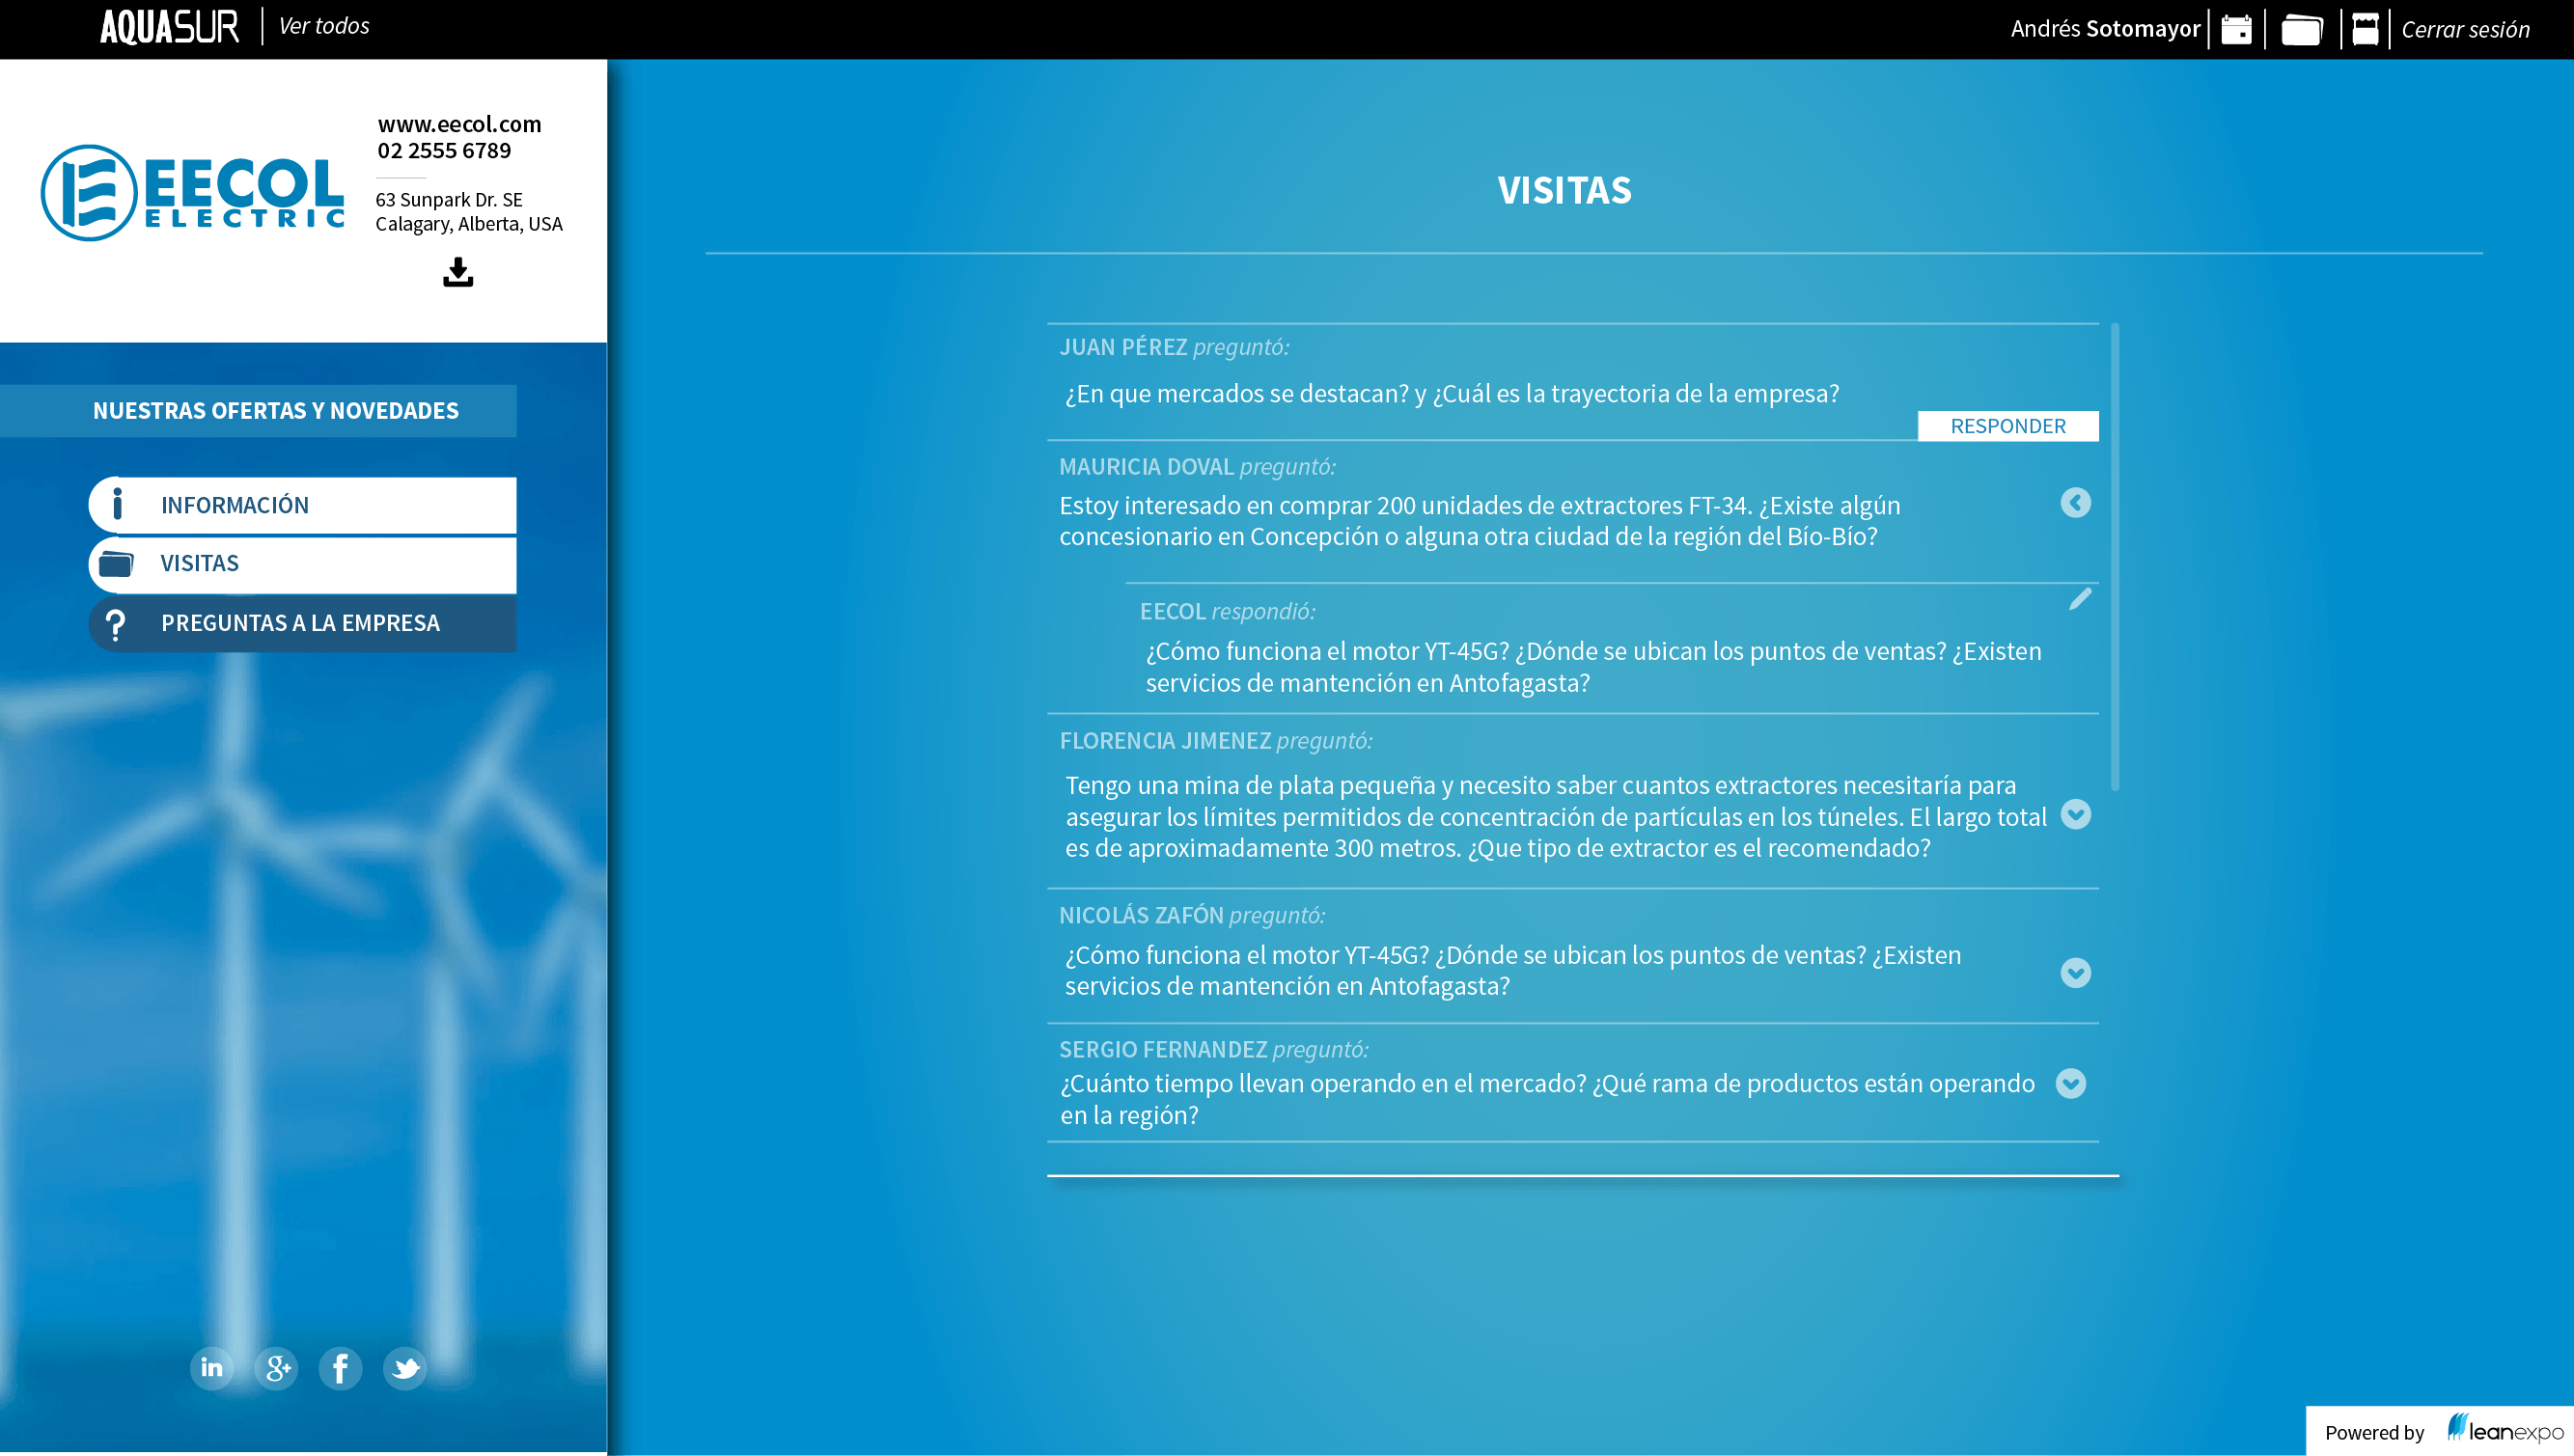 AQUASUR
Ver todos
Andrés Sotomayor
Cerrar sesión
EECOL
ELECTRIC
www.eecol.com
02 2555 6789
63 Sunpark Dr. SE
Calagary, Alberta, USA
NUESTRAS OFERTAS Y NOVEDADES
INFORMACIÓN
VISITAS
PREGUNTAS A LA EMPRESA
in
g+
f
VISITAS
JUAN PÉREZ preguntó:
¿En que mercados se destacan? y ¿Cuál es la trayectoria de la empresa?
RESPONDER
MAURICIA DOVAL preguntó:
Estoy interesado en comprar 200 unidades de extractores FT-34. ¿Existe algún
concesionario en Concepción o alguna otra ciudad de la región del Bío-Bío?
EECOL respondió:
¿Cómo funciona el motor YT-45G? ¿Dónde se ubican los puntos de ventas? ¿Existen
servicios de mantención en Antofagasta?
FLORENCIA JIMENEZ preguntó:
Tengo una mina de plata pequeña y necesito saber cuantos extractores necesitaría para
asegurar los límites permitidos de concentración de partículas en los túneles. El largo total
es de aproximadamente 300 metros. ¿Que tipo de extractor es el recomendado?
NICOLÁS ZAFÓN preguntó:
¿Cómo funciona el motor YT-45G? ¿Dónde se ubican los puntos de ventas? ¿Existen
servicios de mantención en Antofagasta?
SERGIO FERNANDEZ preguntó:
¿Cuánto tiempo llevan operando en el mercado? ¿Qué rama de productos están operando
en la región?
Powered by leanexpo